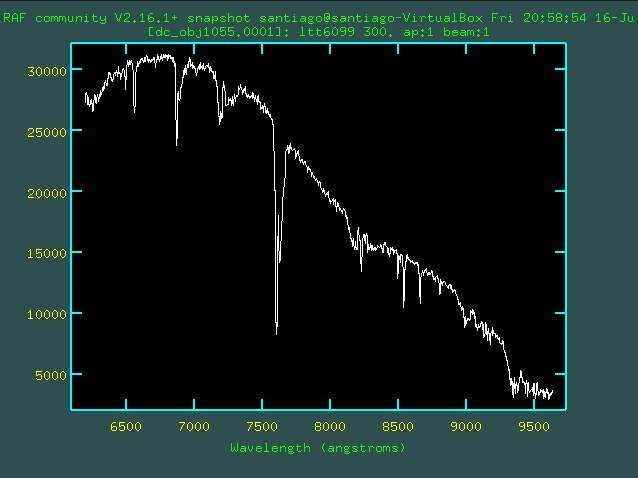 RAF community V2.16.1+ snapshot santiago@santiago-VirtualBox Fri 20:58:54 16-Ju
[dc_obj1055.0001]: ltt6099 300. ap:1 beam:1
30000
25000
20000
15000
10000
5000
6500 7000 7500 8000 8500 9000 9500
Wavelength (angstroms)